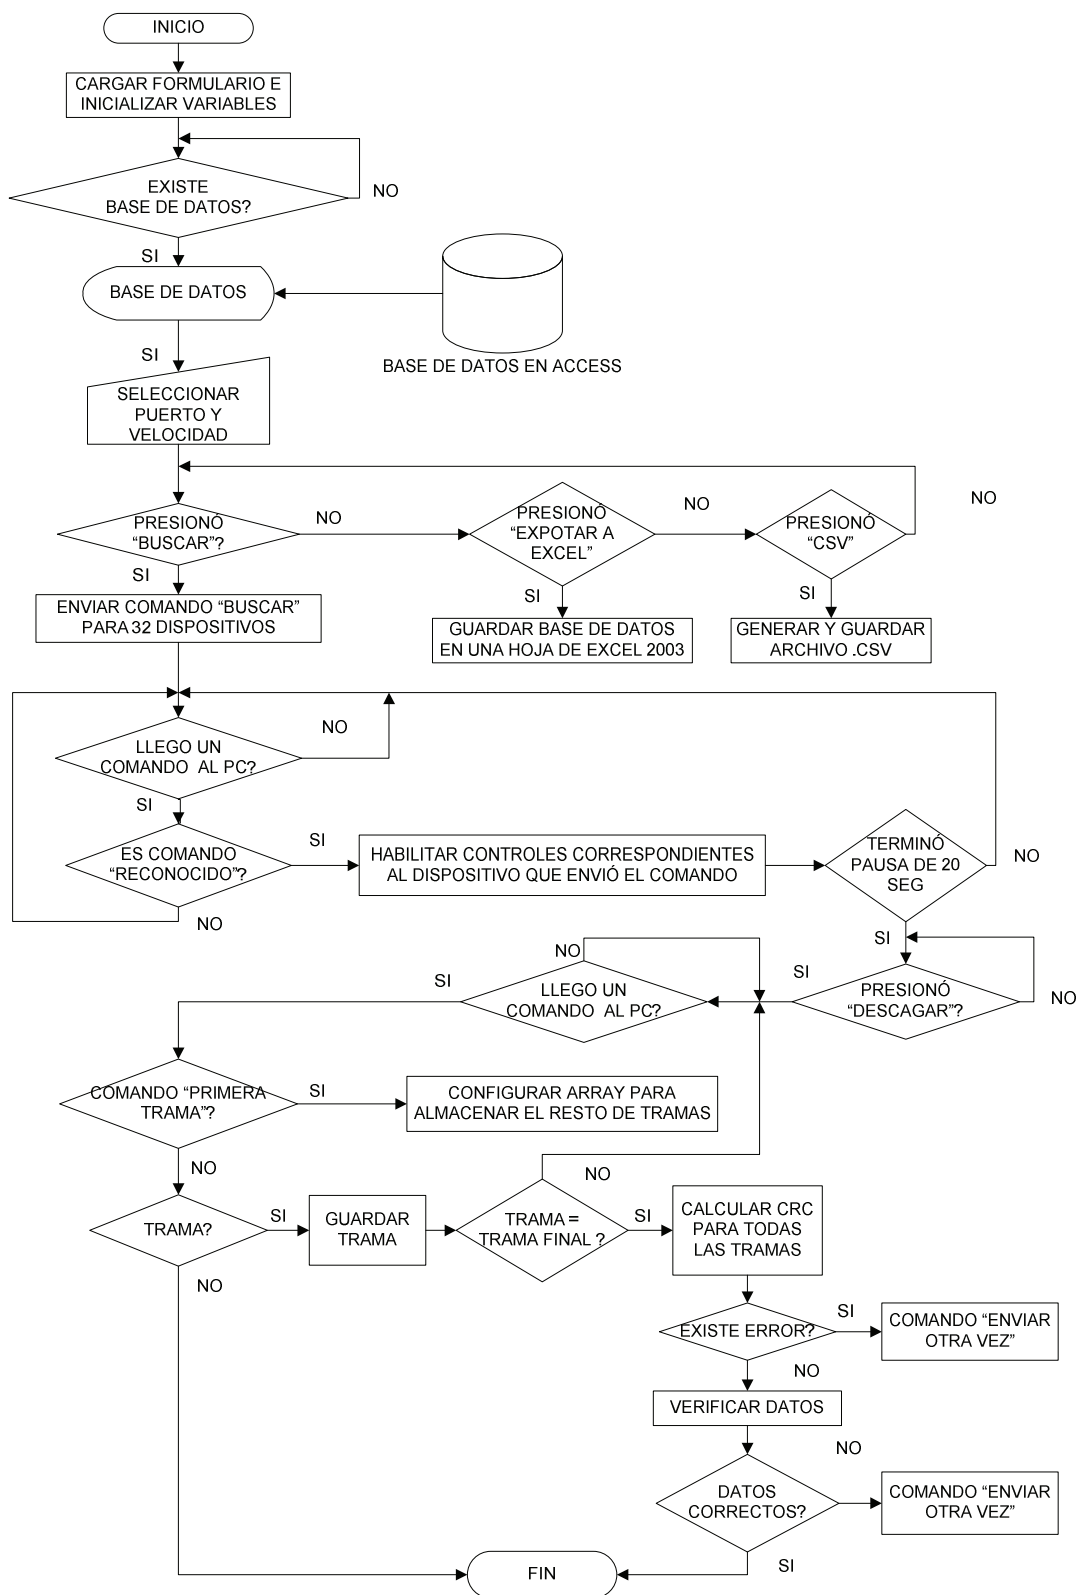 INICIO
CARGAR FORMULARIO E
INICIALIZAR VARIABLES
EXISTE
BASE DE DATOS?
NO
SI
BASE DE DATOS
BASE DE DATOS EN ACCESS
SI
SELECCIONAR
PUERTO Y
VELOCIDAD
PRESIONÓ
“BUSCAR”?
NO
PRESIONÓ
“EXPOTAR A
EXCEL”
NO
PRESIONÓ
“CSV”
NO
SI
SI
SI
ENVIAR COMANDO “BUSCAR”
PARA 32 DISPOSITIVOS
GUARDAR BASE DE DATOS
EN UNA HOJA DE EXCEL 2003
GENERAR Y GUARDAR
ARCHIVO .CSV
LLEGO UN
COMANDO AL PC?
NO
SI
ES COMANDO
“RECONOCIDO”?
SI
NO
HABILITAR CONTROLES CORRESPONDIENTES
AL DISPOSITIVO QUE ENVIÓ EL COMANDO
TERMINÓ
PAUSA DE 20
SEG
NO
SI
PRESIONÓ
“DESCAGAR”?
NO
SI
LLEGO UN
COMANDO AL PC?
NO
SI
COMANDO “PRIMERA
TRAMA”?
SI
CONFIGURAR ARRAY PARA
ALMACENAR EL RESTO DE TRAMAS
NO
TRAMA?
SI
NO
GUARDAR
TRAMA
TRAMA =
TRAMA FINAL ?
NO
SI
CALCULAR CRC
PARA TODAS
LAS TRAMAS
EXISTE ERROR?
SI
COMANDO “ENVIAR
OTRA VEZ”
NO
VERIFICAR DATOS
DATOS
CORRECTOS?
NO
COMANDO “ENVIAR
OTRA VEZ”
SI
FIN